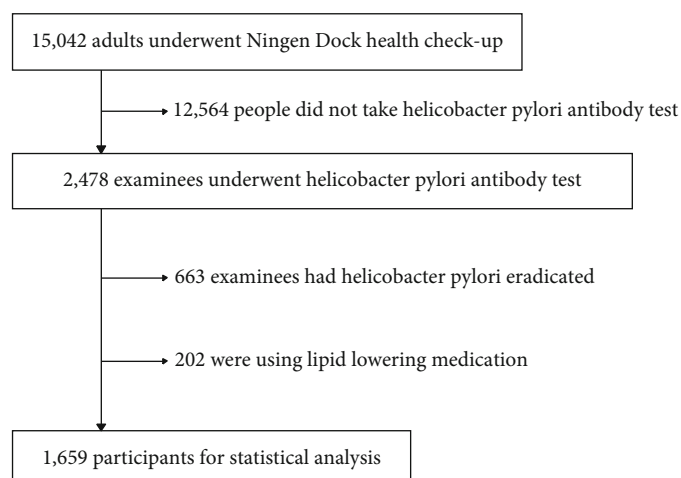 15,042 adults underwent Ningen Dock health check-up
12,564 people did not take helicobacter pylori antibody test
2,478 examinees underwent helicobacter pylori antibody test
663 examinees had helicobacter pylori eradicated
202 were using lipid lowering medication
1,659 participants for statistical analysis